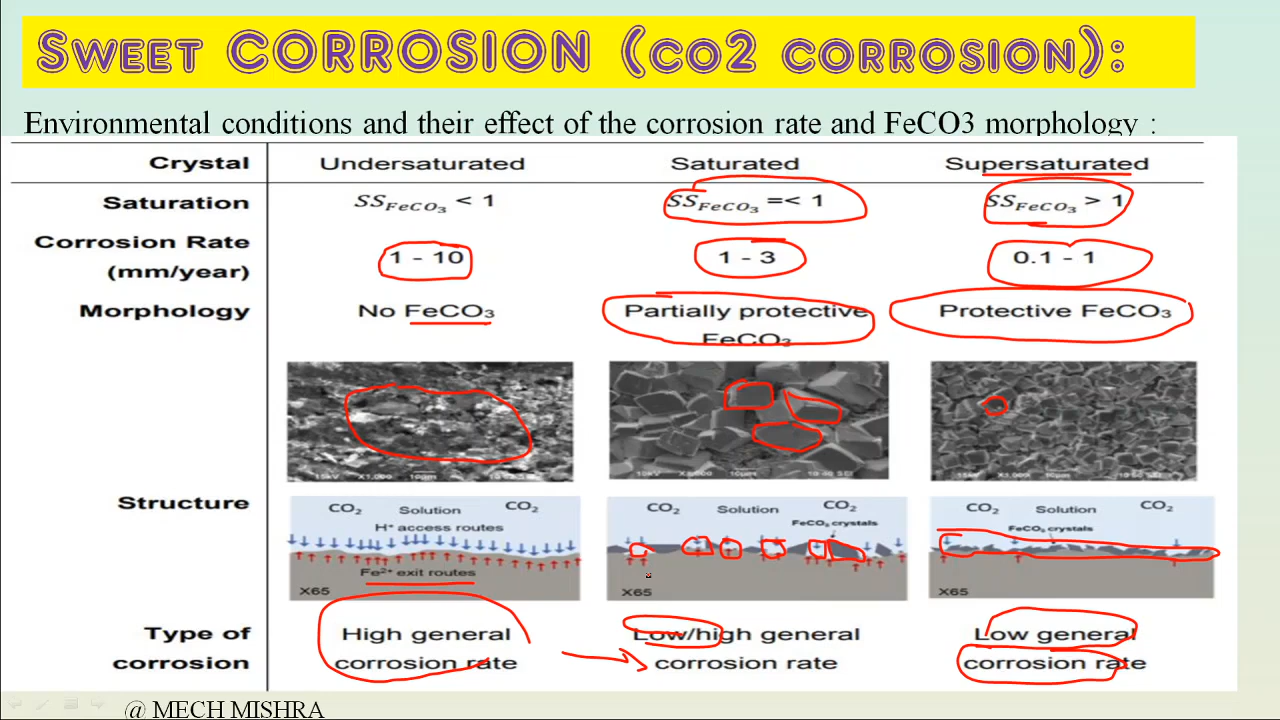 SWEET CORROSION (CO2 CORROSION):
Environmental conditions and their effect of the corrosion rate and FeCO3 morphology :
Crystal Undersaturated Saturated Supersaturated
Saturation SS_FeCO₃ < 1 SS_FeCO₃ =< 1 SS_FeCO₃ > 1
Corrosion Rate
(mm/year) 1 - 10 1 - 3 0.1 - 1
Morphology No FeCO₃ Partially protective Protective FeCO₃
FeCO₃
15kV X1,000 10µm
Structure CO₂ Solution CO₂ CO₂ Solution CO₂ CO₂ Solution CO₂
H⁺ access routes FeCO₃ crystals FeCO₃ crystals
Fe²⁺ exit routes
X65 X65 X65
Type of High general Low/high general Low general
corrosion corrosion rate corrosion rate corrosion rate
@ MECH MISHRA